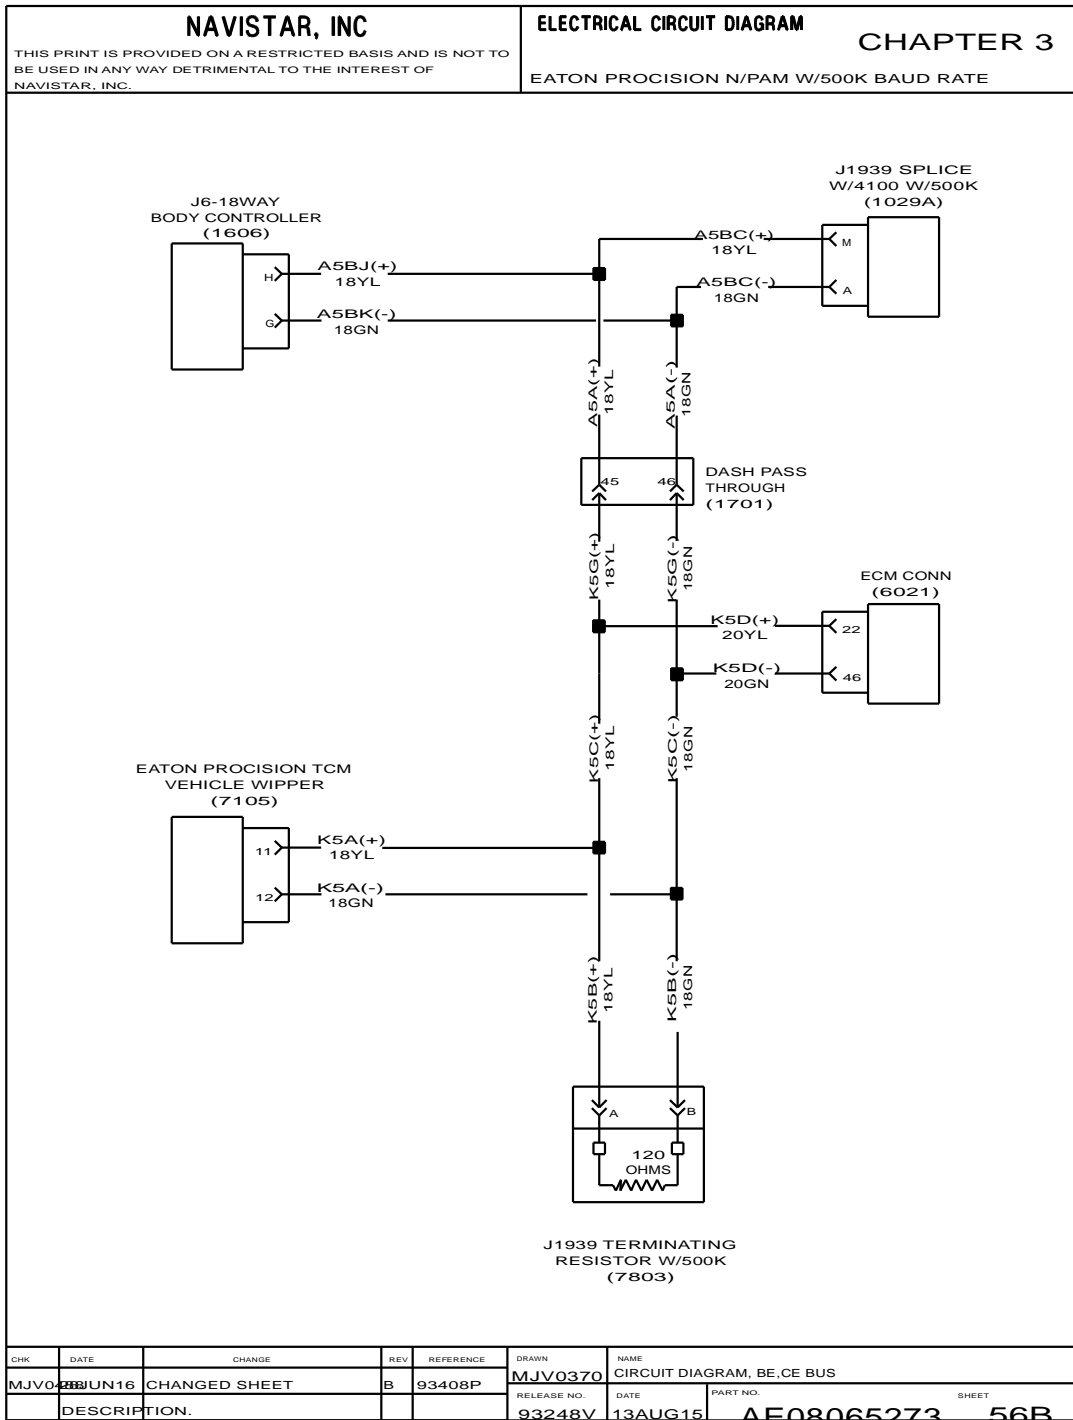 NAVISTAR, INC
THIS PRINT IS PROVIDED ON A RESTRICTED BASIS AND IS NOT TO
BE USED IN ANY WAY DETRIMENTAL TO THE INTEREST OF
NAVISTAR, INC.
ELECTRICAL CIRCUIT DIAGRAM
CHAPTER 3
EATON PROCISION N/PAM W/500K BAUD RATE
J1939 SPLICE
W/4100 W/500K
(1029A)
J6-18WAY
BODY CONTROLLER
(1606)
A5BC(+)
18YL
M
H
A5BJ(+)
18YL
A5BC(-)
18GN
A
G
A5BK(-)
18GN
A5A(+)
18YL
A5A(-)
18GN
45
46
DASH PASS
THROUGH
(1701)
K5G(+)
18YL
K5G(-)
18GN
ECM CONN
(6021)
K5D(+)
20YL
22
K5D(-)
20GN
46
K5C(+)
18YL
K5C(-)
18GN
EATON PROCISION TCM
VEHICLE WIPPER
(7105)
11
K5A(+)
18YL
12
K5A(-)
18GN
K5B(+)
18YL
K5B(-)
18GN
A
B
120
OHMS
J1939 TERMINATING
RESISTOR W/500K
(7803)
CHK DATE CHANGE REV REFERENCE
CHANGED SHEET B 93408P
DESCRIPTION.
DRAWN
MJV0370
NAME
CIRCUIT DIAGRAM, BE,CE BUS
RELEASE NO.
93248V
DATE
13AUG15
PART NO.
AE08065273
SHEET
56B